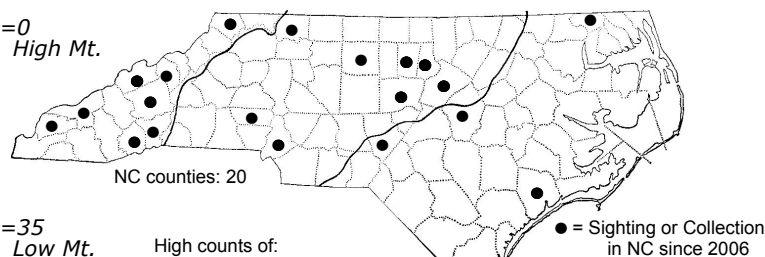 =0
High Mt.
NC counties: 20
=35
Low Mt.
High counts of:
● = Sighting or Collection
in NC since 2006